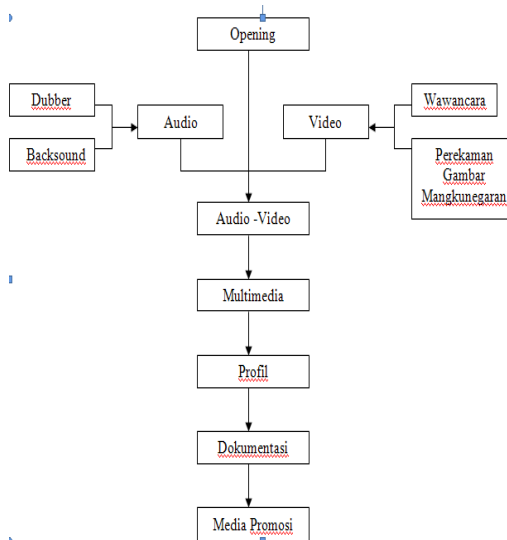 Opening
Dubber
Backsound
Audio
Video
Wawancara
Perekaman
Gambar
Mangkunegaran
Audio -Video
Multimedia
Profil
Dokumentasi
Media Promosi